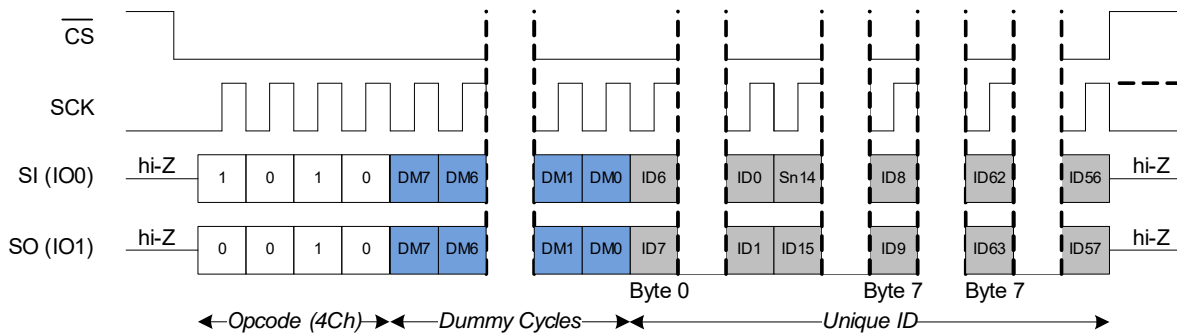 CS
SCK
SI (IO0) hi-Z 1 0 1 0 DM7 DM6 DM1 DM0 ID6 ID0 Sn14 ID8 ID62 ID56 hi-Z
SO (IO1) hi-Z 0 0 1 0 DM7 DM6 DM1 DM0 ID7 ID1 ID15 ID9 ID63 ID57 hi-Z
Byte 0 Byte 7 Byte 7
Opcode (4Ch) Dummy Cycles Unique ID